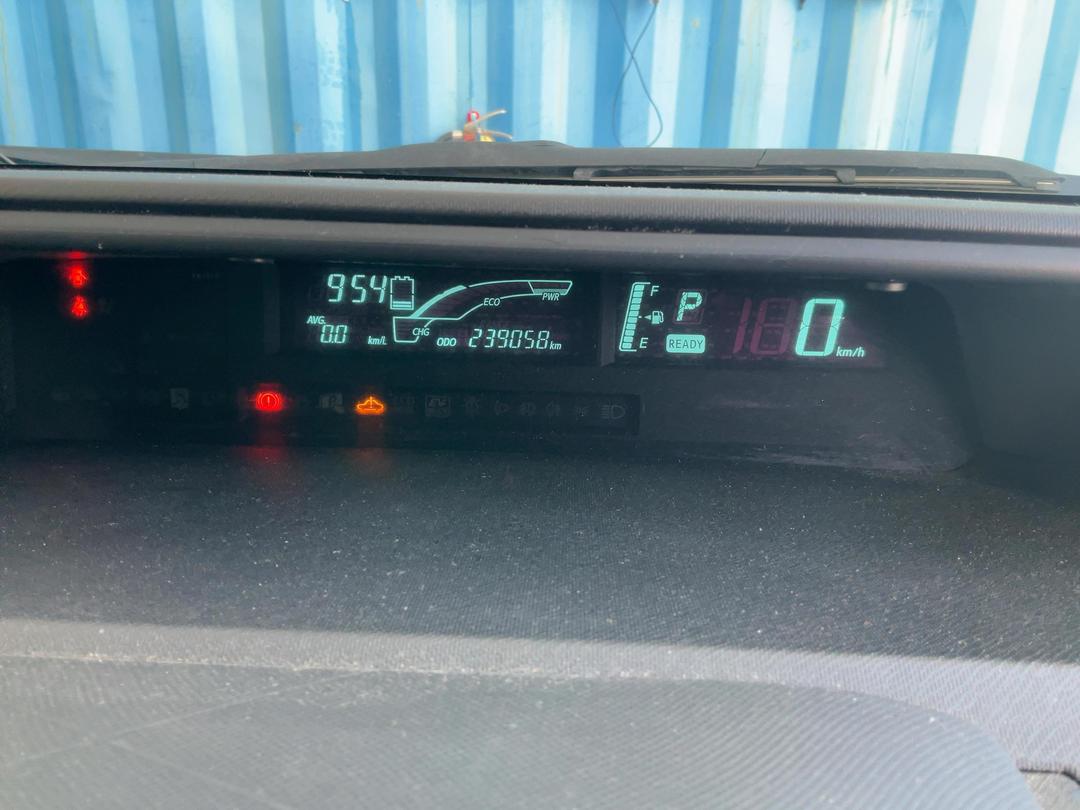 954
AVG.
0.0 km/L
ECO
PWR
CHG
ODO 239058 km
F
E
P
READY
0 km/h